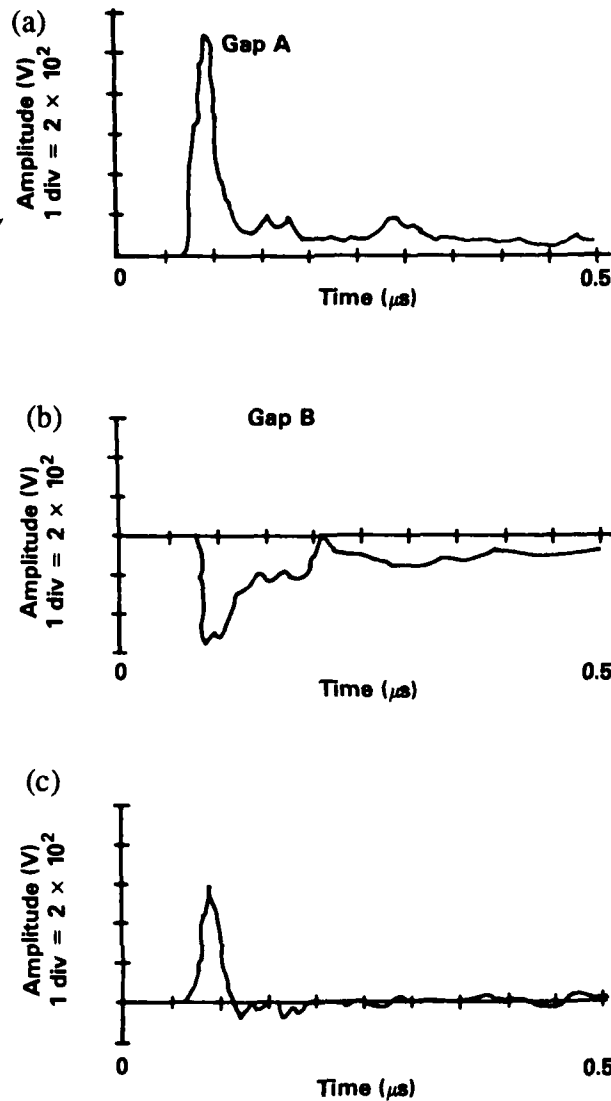 (a)
Gap A
Amplitude (V)
1 div = 2 × 10²
0
0.5
Time (μs)
(b)
Gap B
Amplitude (V)
1 div = 2 × 10²
0
0.5
Time (μs)
(c)
Amplitude (V)
1 div = 2 × 10²
0
0.5
Time (μs)